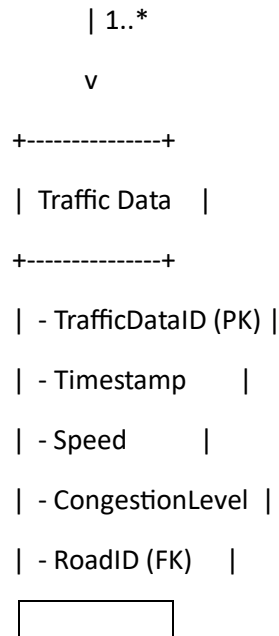 | 1..*
v
+---------------+
| Traffic Data |
+---------------+
| - TrafficDataID (PK) |
| - Timestamp |
| - Speed |
| - CongestionLevel |
| - RoadID (FK) |